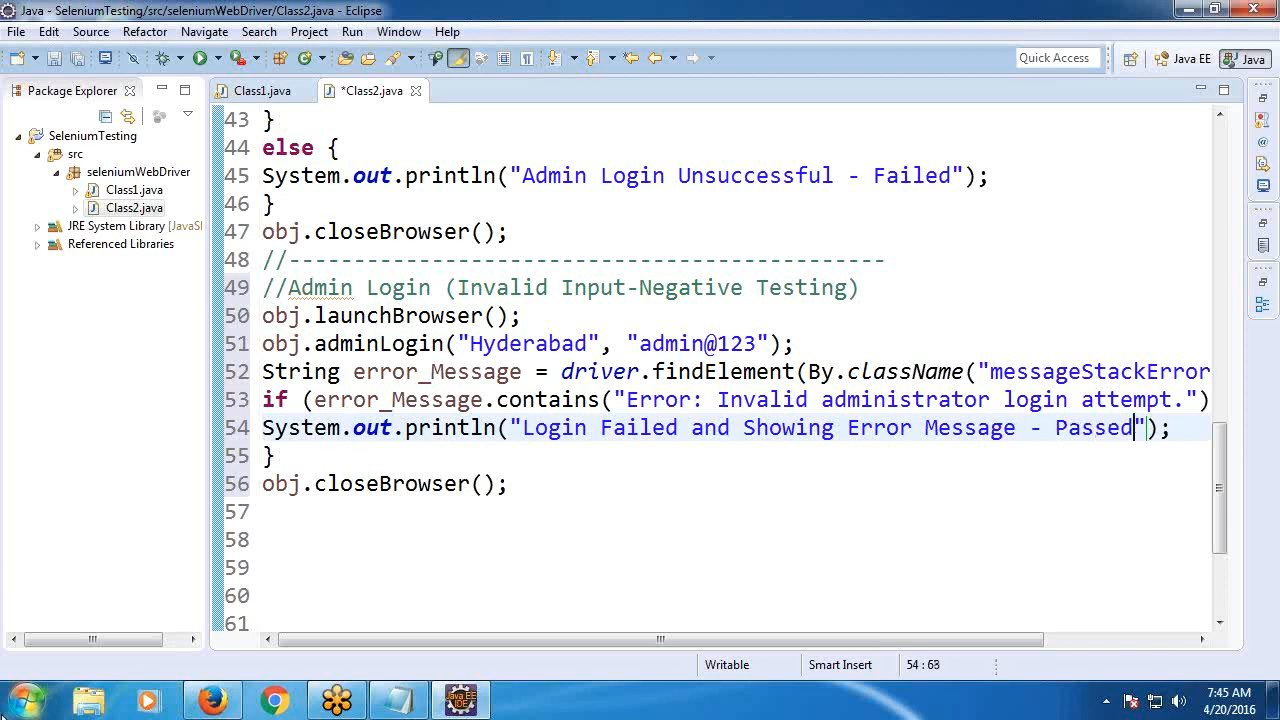 Java - SeleniumTesting/src/seleniumWebDriver/Class2.java - Eclipse
File Edit Source Refactor Navigate Search Project Run Window Help
Quick Access
Java EE
Java
Package Explorer
Class1.java
*Class2.java
SeleniumTesting
src
seleniumWebDriver
Class1.java
Class2.java
JRE System Library [JavaSE
Referenced Libraries
43 }
44 else {
45 System.out.println("Admin Login Unsuccessful - Failed");
46 }
47 obj.closeBrowser();
48 //----------------------------------------------
49 //Admin Login (Invalid Input-Negative Testing)
50 obj.launchBrowser();
51 obj.adminLogin("Hyderabad", "admin@123");
52 String error_Message = driver.findElement(By.className("messageStackError
53 if (error_Message.contains("Error: Invalid administrator login attempt.")
54 System.out.println("Login Failed and Showing Error Message - Passed");
55 }
56 obj.closeBrowser();
57
58
59
60
61
Writable
Smart Insert
54 : 63
Java EE
IDE
7:45 AM
4/20/2016